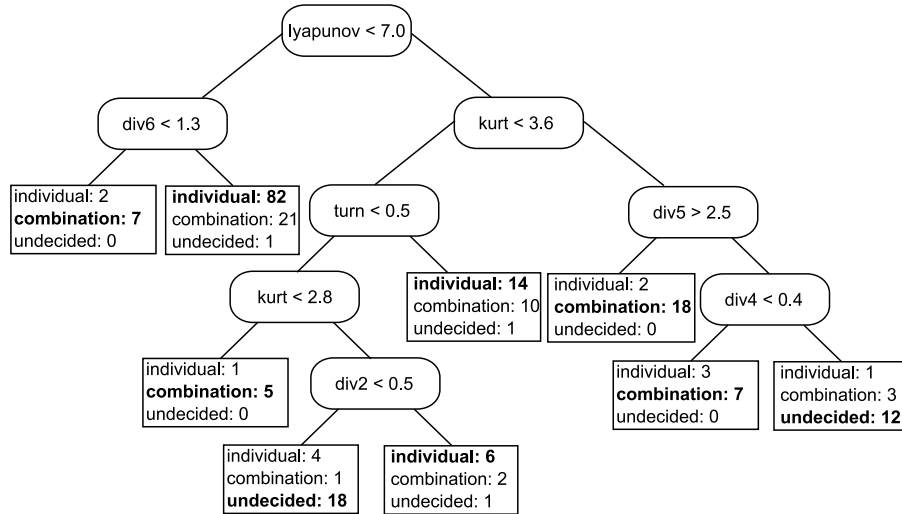 lyapunov < 7.0
div6 < 1.3
kurt < 3.6
individual: 2
combination: 7
undecided: 0
individual: 82
combination: 21
undecided: 1
turn < 0.5
div5 > 2.5
kurt < 2.8
individual: 14
combination: 10
undecided: 1
individual: 2
combination: 18
undecided: 0
div4 < 0.4
individual: 1
combination: 5
undecided: 0
div2 < 0.5
individual: 3
combination: 7
undecided: 0
individual: 1
combination: 3
undecided: 12
individual: 4
combination: 1
undecided: 18
individual: 6
combination: 2
undecided: 1